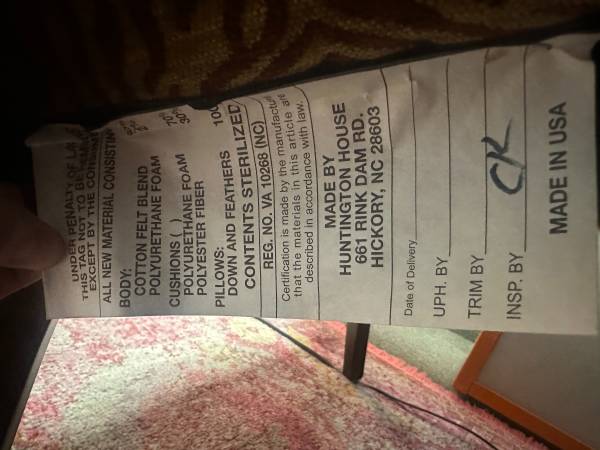 UNDER PENALTY OF LAW
THIS TAG NOT TO BE
EXCEPT BY THE
ALL NEW MATERIAL CONSISTING
BODY:
COTTON FELT BLEND
POLYURETHANE FOAM
CUSHIONS ( )
POLYURETHANE FOAM 70
POLYESTER FIBER 30
PILLOWS:
DOWN AND FEATHERS 100
CONTENTS STERILIZED
REG. NO. VA 10268 (NC)
Certification is made by the manufactu
that the materials in this article are
described in accordance with law.
MADE BY
HUNTINGTON HOUSE
661 RINK DAM RD.
HICKORY, NC 28603
Date of Delivery
UPH. BY
TRIM BY
INSP. BY CK
MADE IN USA